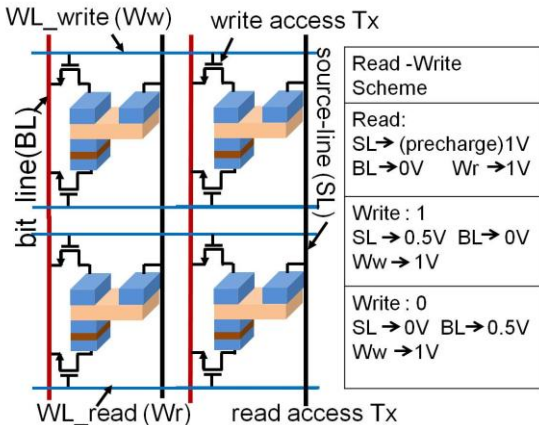 WL_write (Ww)
write access Tx
bit line(BL)
source-line (SL)
WL_read (Wr)
read access Tx
Read -Write
Scheme
Read:
SL→ (precharge)1V
BL→0V Wr →1V
Write : 1
SL →0.5V BL→0V
Ww →1V
Write : 0
SL →0V BL→0.5V
Ww →1V